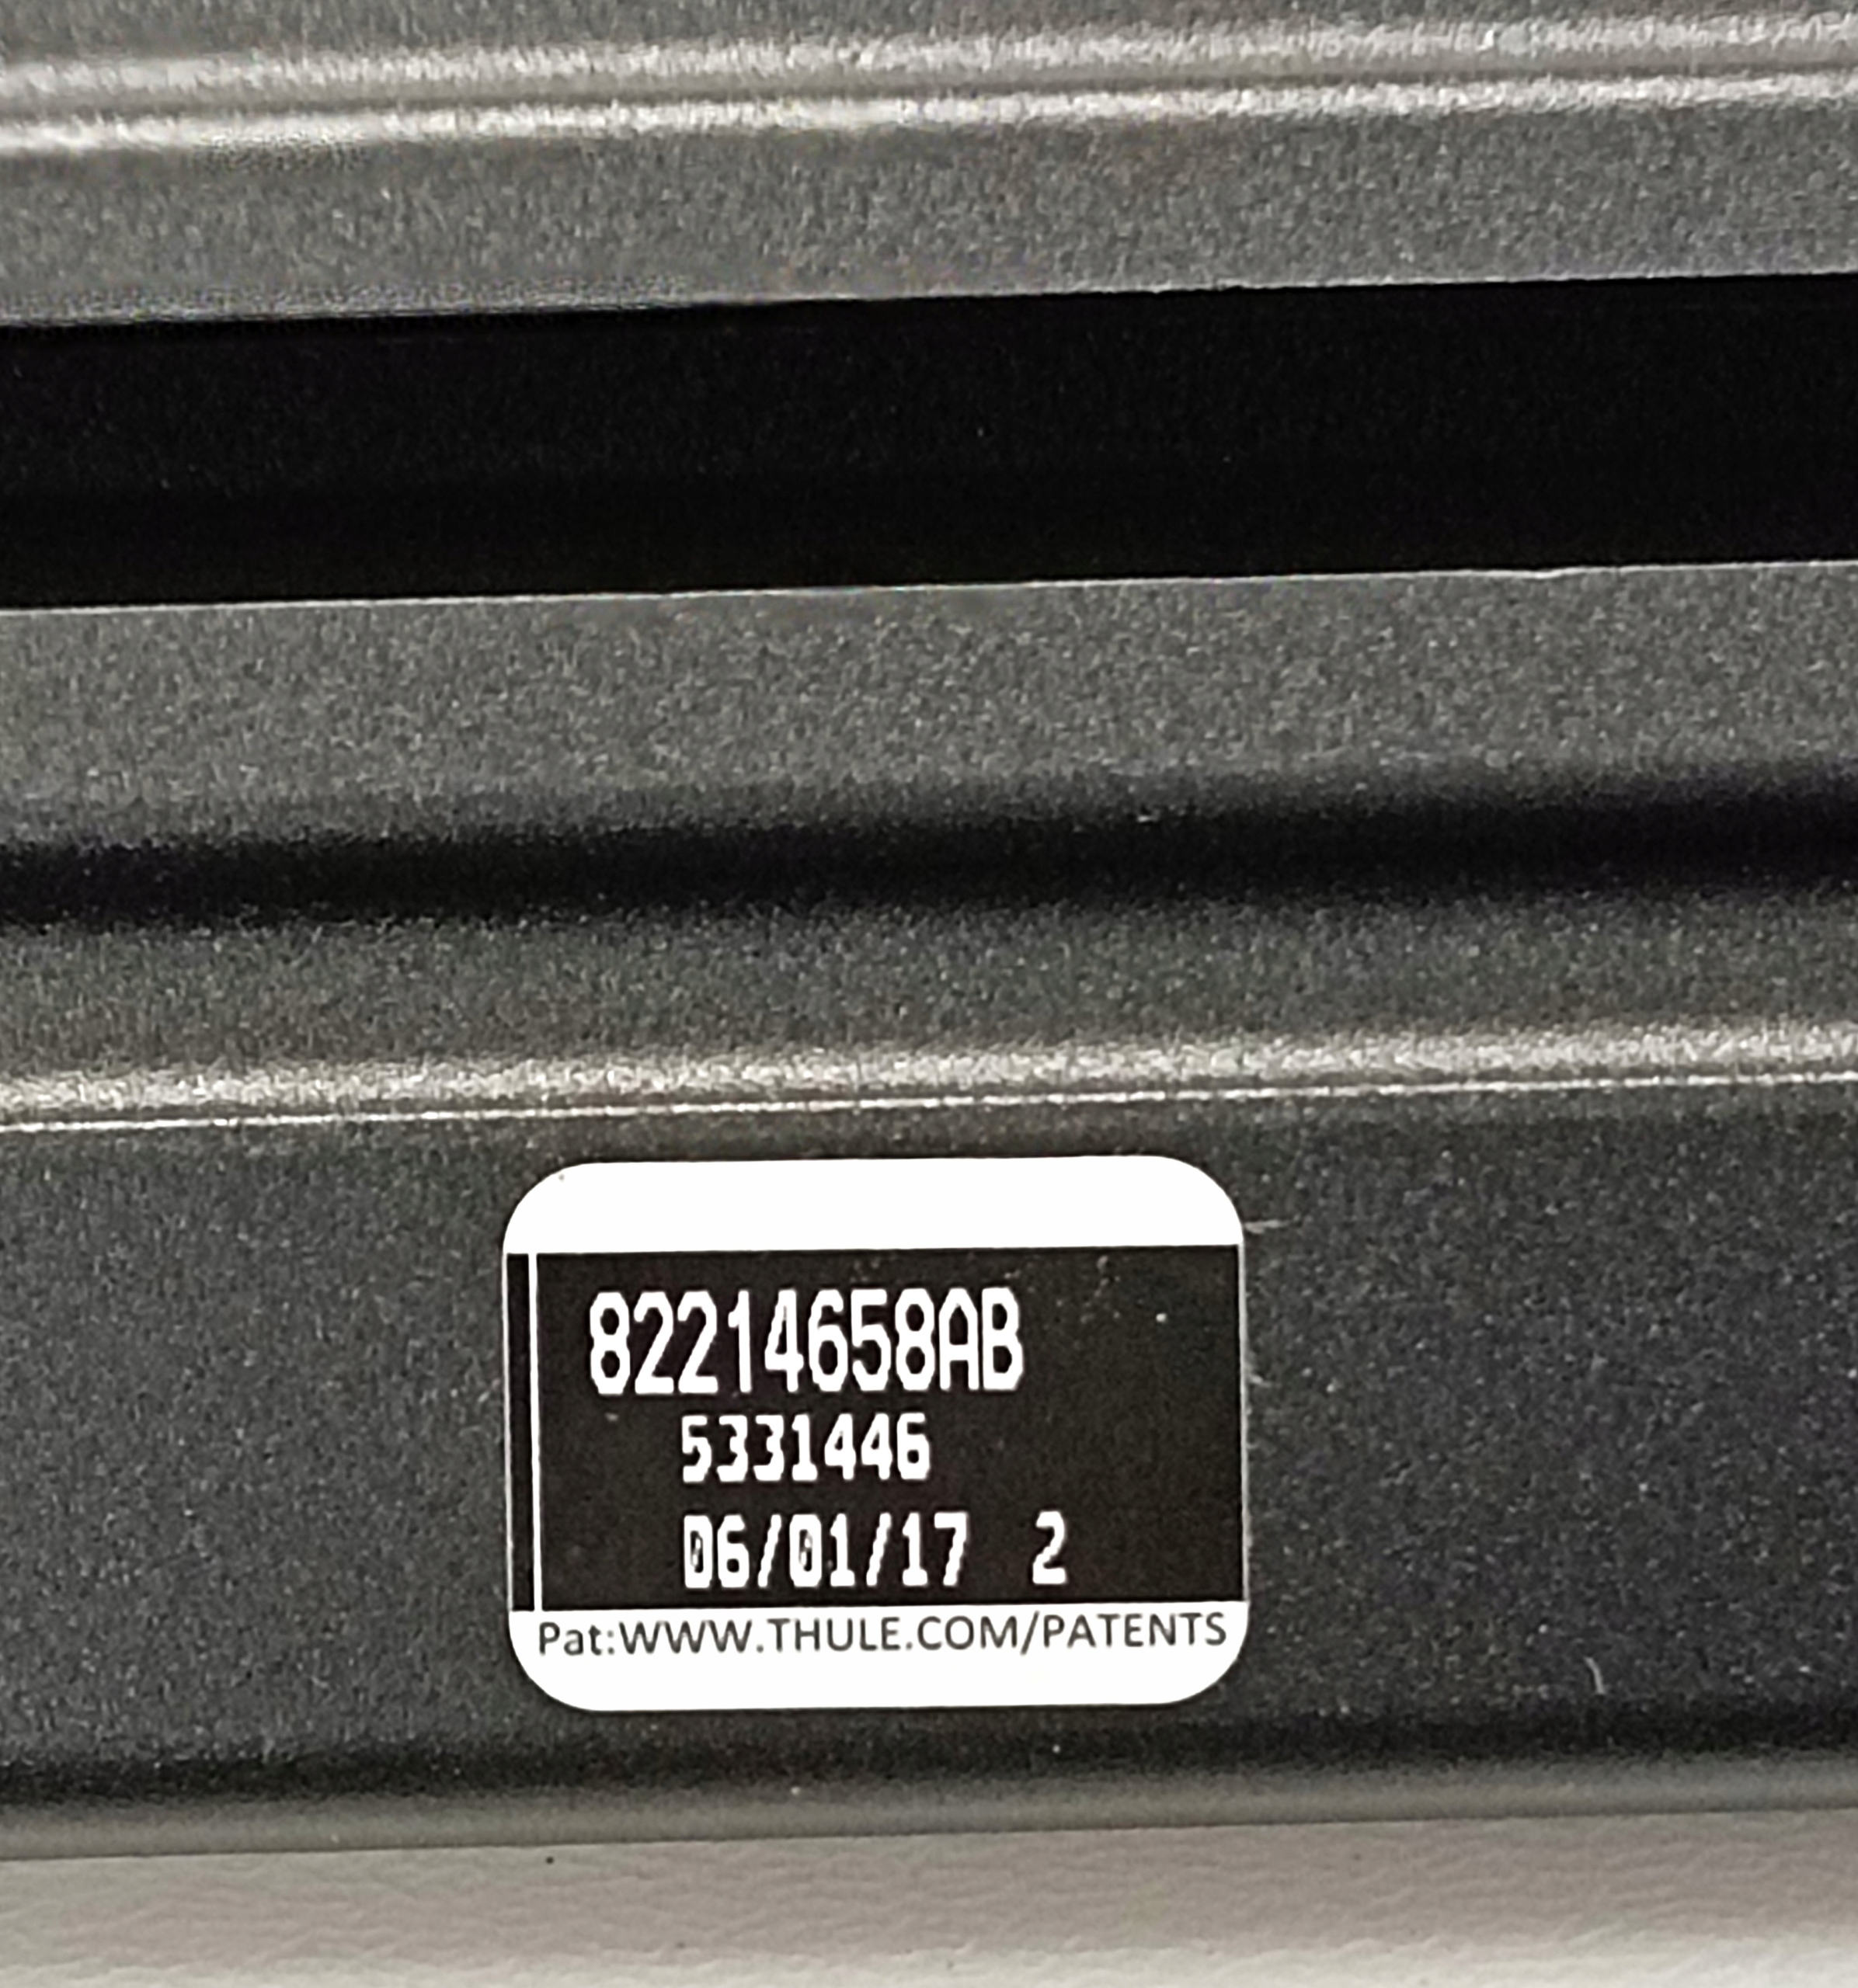 82214658AB
5331446
06/01/17 2
Pat:WWW.THULE.COM/PATENTS